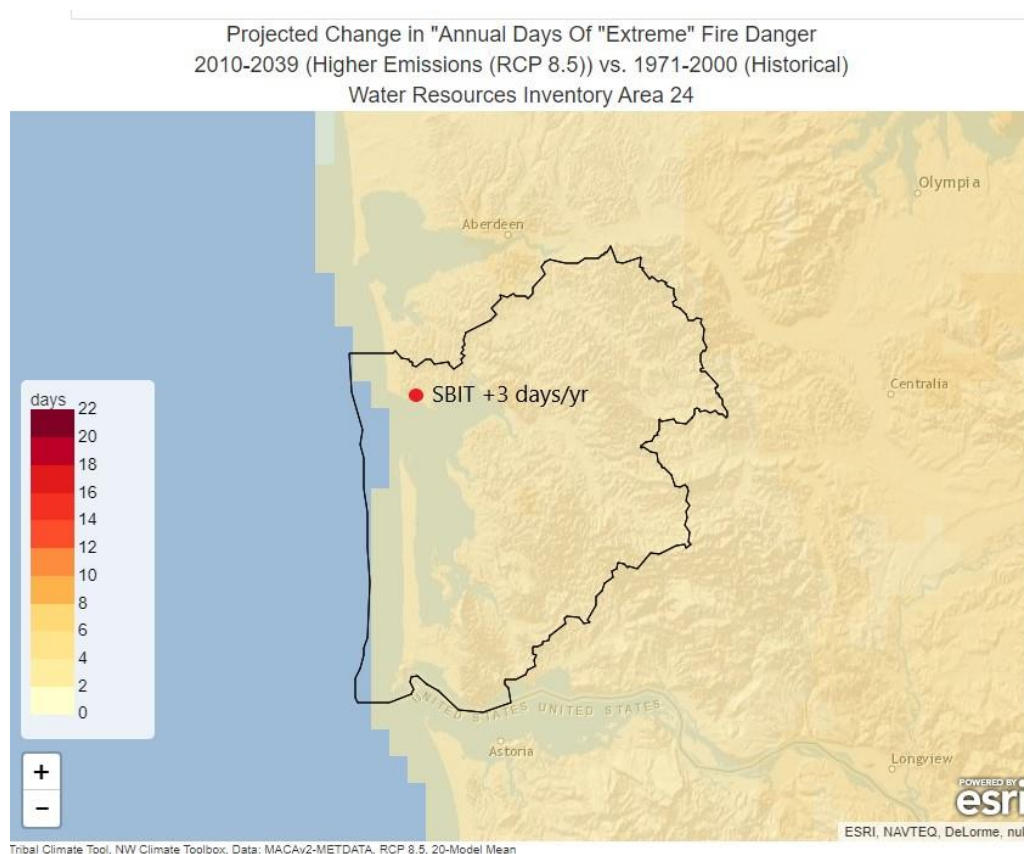 Projected Change in "Annual Days Of "Extreme" Fire Danger
2010-2039 (Higher Emissions (RCP 8.5)) vs. 1971-2000 (Historical)
Water Resources Inventory Area 24
Olympia
Aberdeen
Centralia
SBIT +3 days/yr
days
22
20
18
16
14
12
10
8
6
4
2
0
UNITED STATES UNITED STATES
Astoria
Longview
+
−
POWERED BY
esri
ESRI, NAVTEQ, DeLorme, nul
Tribal Climate Tool, NW Climate Toolbox, Data: MACAv2-METDATA, RCP 8.5, 20-Model Mean